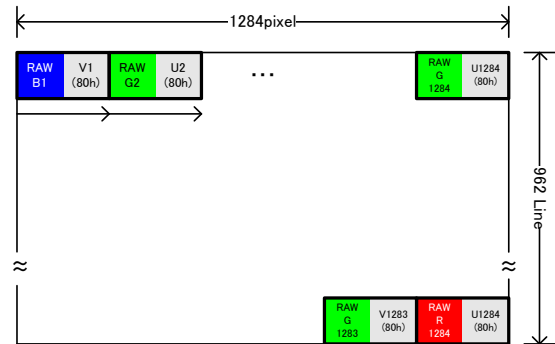 1284pixel
RAW B1
V1 (80h)
RAW G2
U2 (80h)
...
RAW G 1284
U1284 (80h)
962 Line
≈
≈
RAW G 1283
V1283 (80h)
RAW R 1284
U1284 (80h)